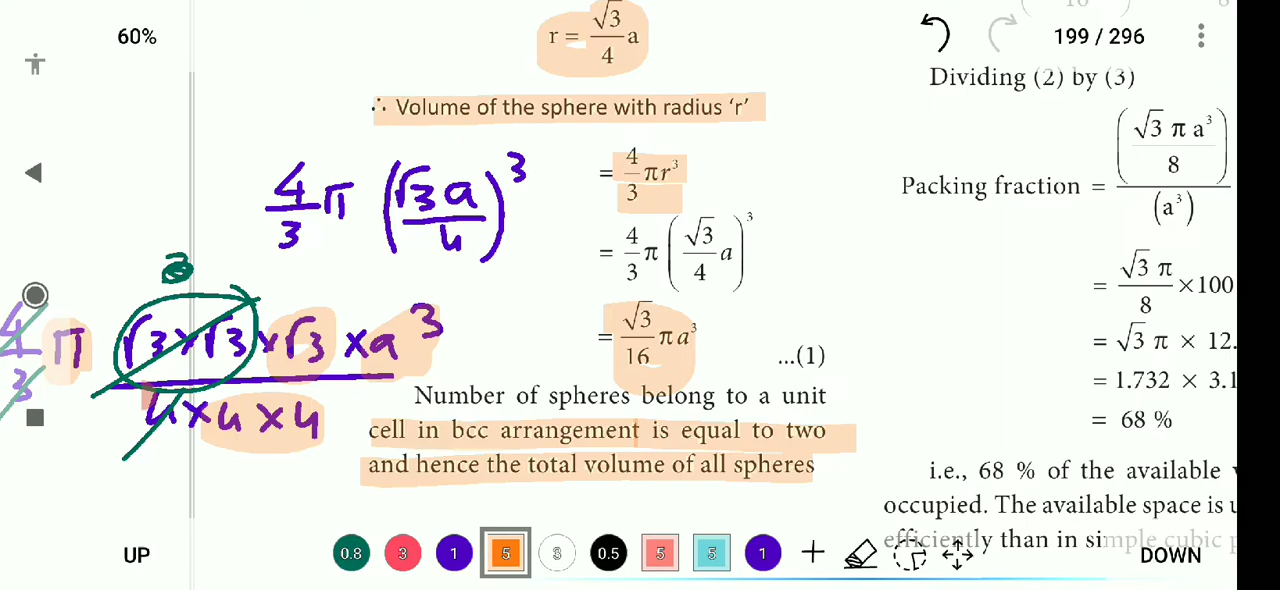 60%
199 / 296
r = √3/4 a
∴ Volume of the sphere with radius ‘r’
= 4/3 πr³
= 4/3 π (√3/4 a)³
= √3/16 πa³ ...(1)
Number of spheres belong to a unit
cell in bcc arrangement is equal to two
and hence the total volume of all spheres
4/3 π (√3a/4)³
3
4/3 π √3×√3×√3×a³/4×4×4
Dividing (2) by (3)
Packing fraction = (√3 π a³/8)/(a³)
= √3 π/8 ×100
= √3 π × 12.
= 1.732 × 3.1
= 68 %
i.e., 68 % of the available
occupied. The available space is
efficiently than in simple cubic
UP
0.8 3 1 5 3 0.5 5 5 1 +
DOWN